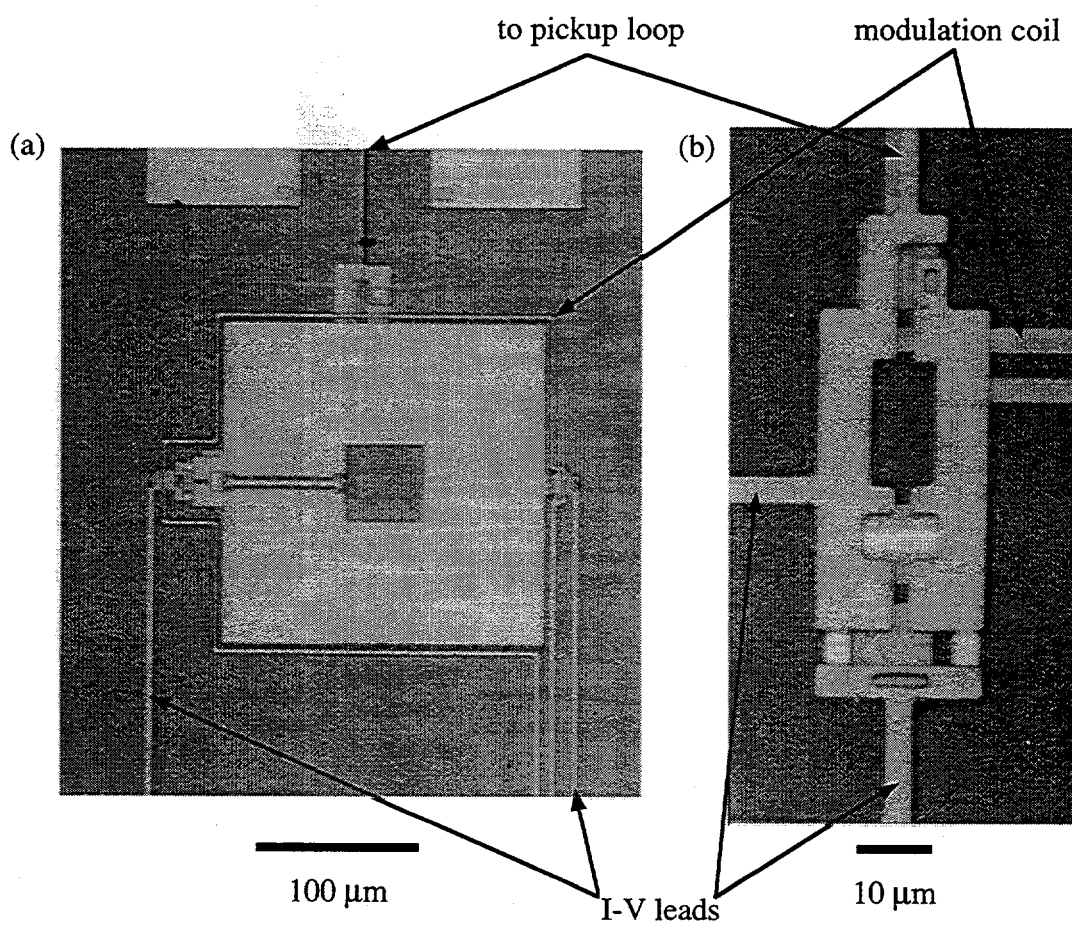 to pickup loop
modulation coil
(a)
(b)
100 µm
10 µm
I-V leads